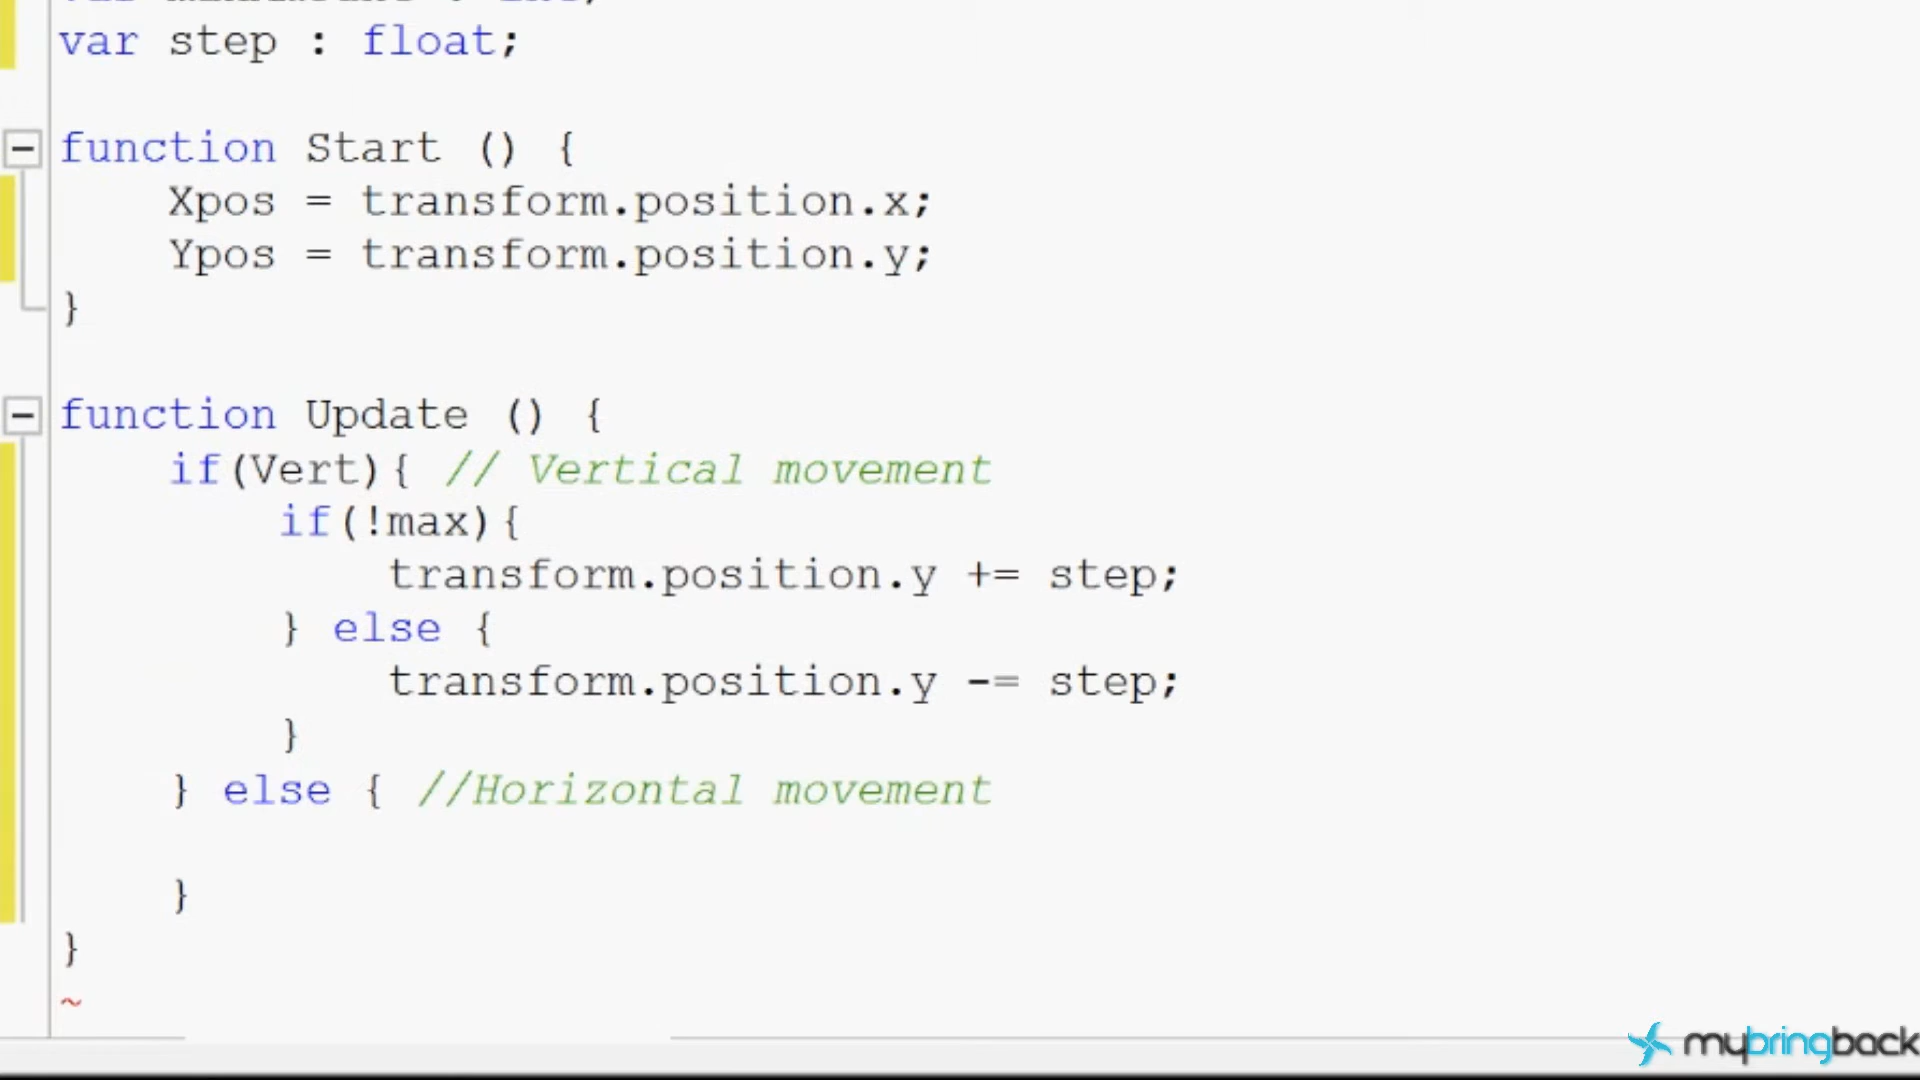 var step : float;
function Start () {
Xpos = transform.position.x;
Ypos = transform.position.y;
}
function Update () {
if(Vert){ // Vertical movement
if(!max){
transform.position.y += step;
} else {
transform.position.y -= step;
}
} else { //Horizontal movement
}
}
~
mybringback